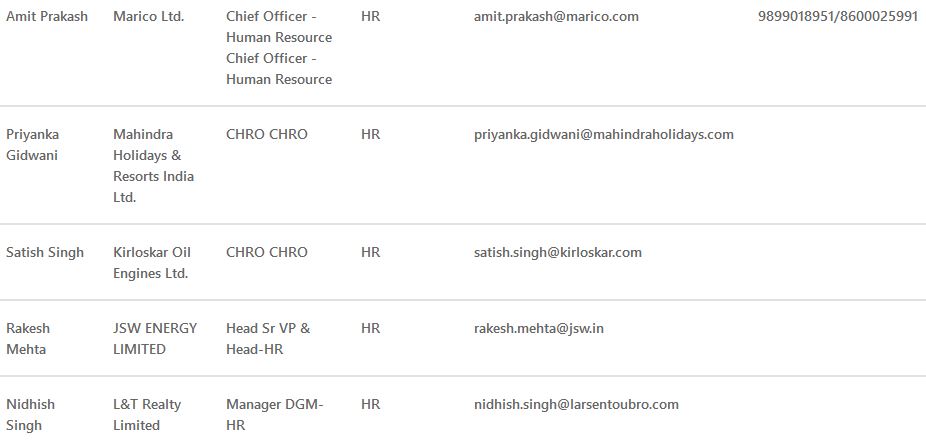 Amit Prakash Marico Ltd. Chief Officer - HR amit.prakash@marico.com 9899018951/8600025991
Human Resource
Chief Officer -
Human Resource
Priyanka Mahindra CHRO CHRO HR priyanka.gidwani@mahindraholidays.com
Gidwani Holidays &
Resorts India
Ltd.
Satish Singh Kirloskar Oil CHRO CHRO HR satish.singh@kirloskar.com
Engines Ltd.
Rakesh JSW ENERGY Head Sr VP & HR rakesh.mehta@jsw.in
Mehta LIMITED Head-HR
Nidhish L&T Realty Manager DGM- HR nidhish.singh@larsentoubro.com
Singh Limited HR